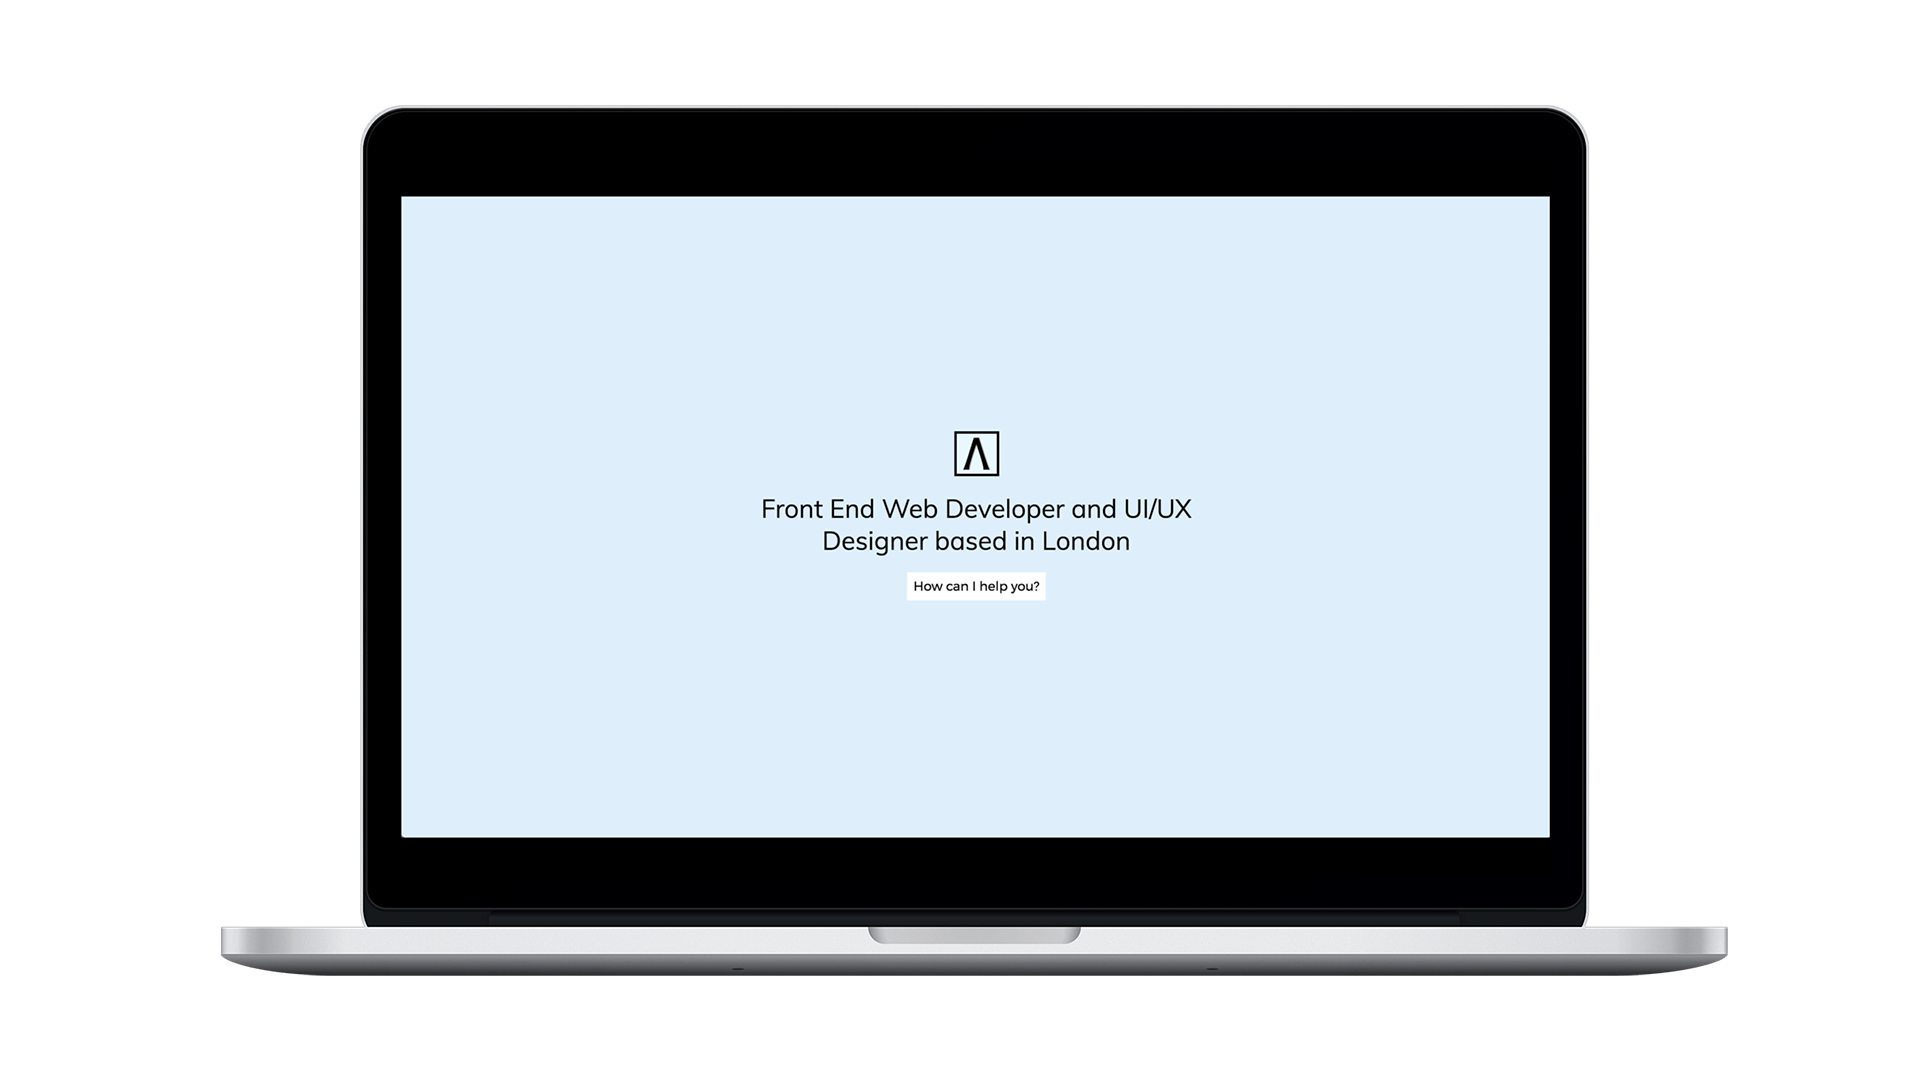 Λ
Front End Web Developer and UI/UX
Designer based in London
How can I help you?